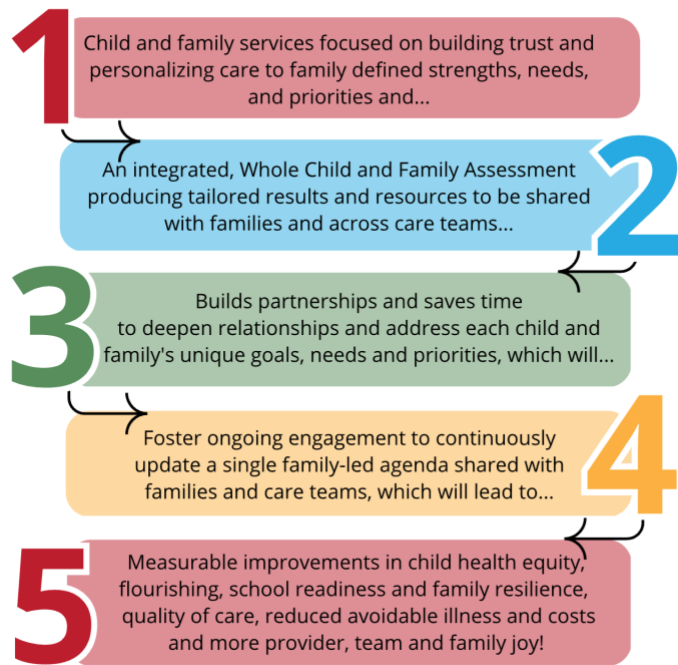 1
Child and family services focused on building trust and
personalizing care to family defined strengths, needs,
and priorities and...
2
An integrated, Whole Child and Family Assessment
producing tailored results and resources to be shared
with families and across care teams...
3
Builds partnerships and saves time
to deepen relationships and address each child and
family's unique goals, needs and priorities, which will...
4
Foster ongoing engagement to continuously
update a single family-led agenda shared with
families and care teams, which will lead to...
5
Measurable improvements in child health equity,
flourishing, school readiness and family resilience,
quality of care, reduced avoidable illness and costs
and more provider, team and family joy!